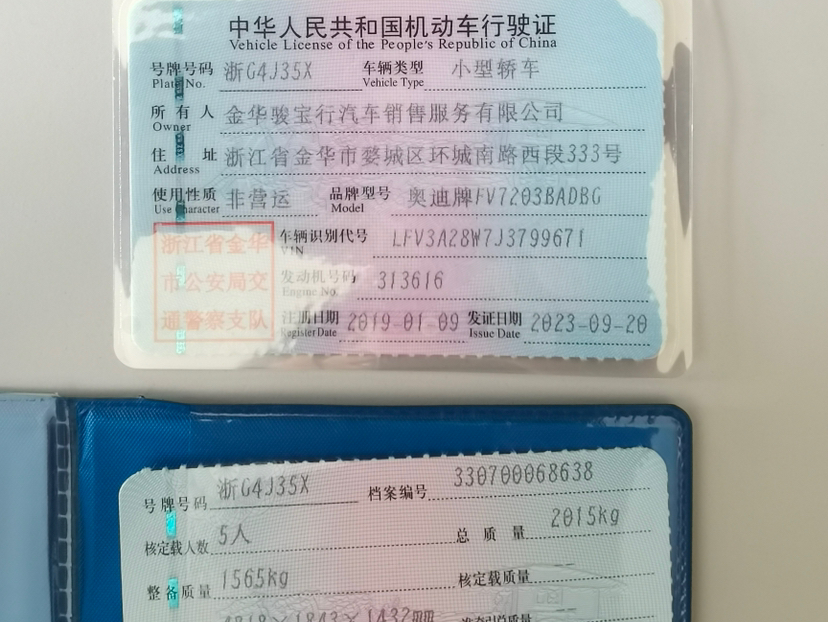 中华人民共和国机动车行驶证
Vehicle License of the People's Republic of China
号牌号码 浙G4J35X 车辆类型 小型轿车
Plate No. Vehicle Type
所有人 金华骏宝行汽车销售服务有限公司
Owner
住址 浙江省金华市婺城区环城南路西段333号
Address
使用性质 非营运 品牌型号 奥迪牌FV7203BADBG
Use Character Model
浙江省金华
市公安局交
通警察支队
车辆识别代号 LFV3A28W7J3799671
VIN
发动机号码 313616
Engine No.
注册日期 2019-01-09 发证日期 2023-09-20
Register Date Issue Date
号牌号码 浙G4J35X 档案编号 330700068638
核定载人数 5人 总质量 2015kg
整备质量 1565kg 核定载质量
4818×1843×1432mm 准牵引总质量